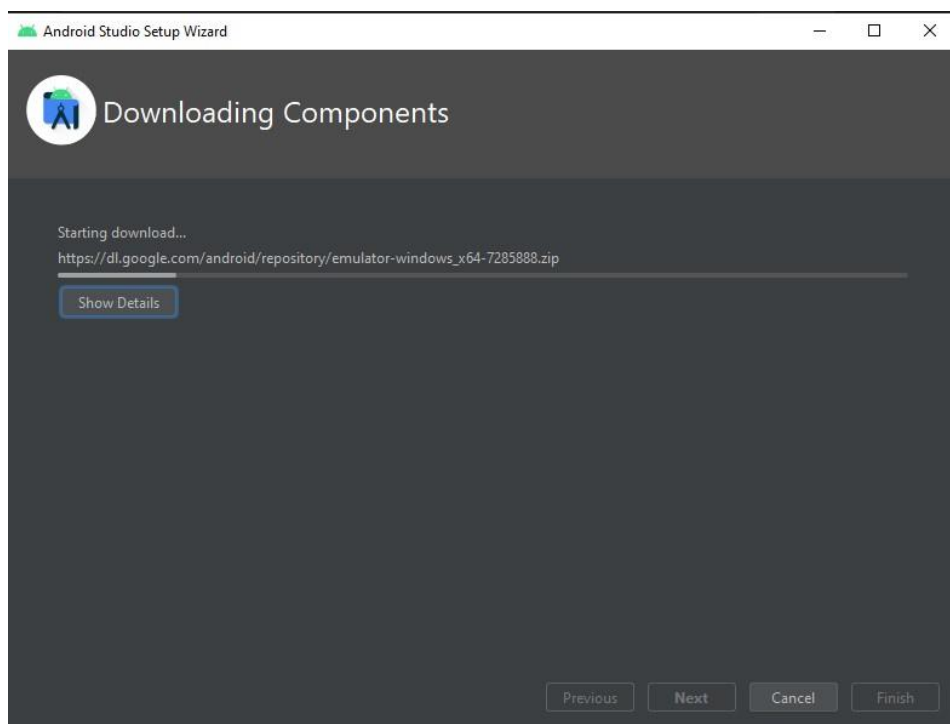 Android Studio Setup Wizard
Downloading Components
Starting download...
https://dl.google.com/android/repository/emulator-windows_x64-7285888.zip
Show Details
Previous Next Cancel Finish